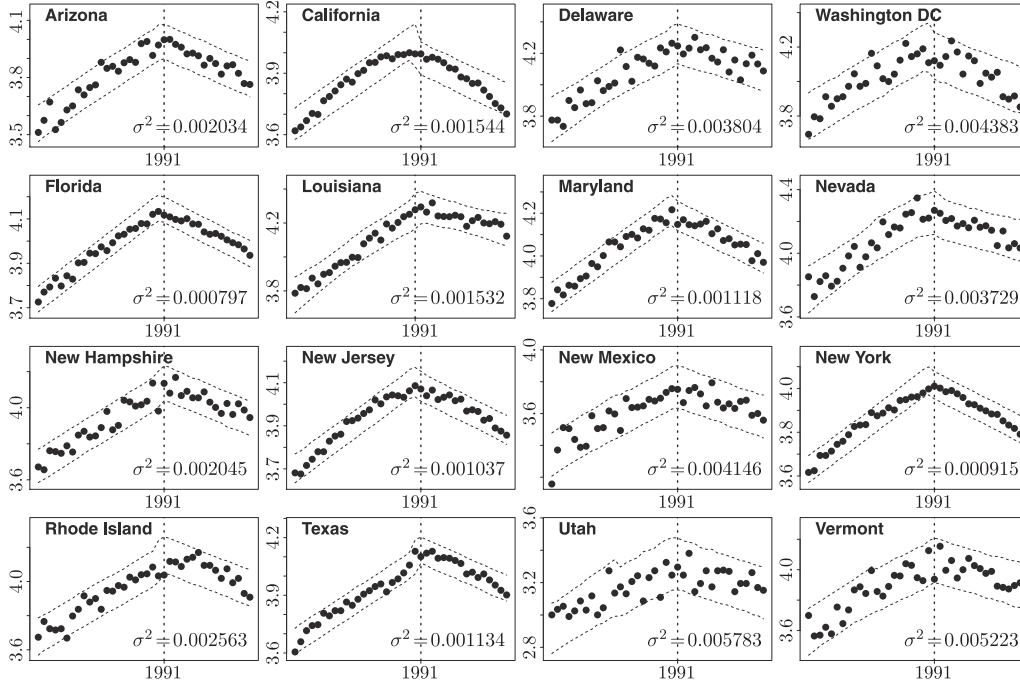 Arizona
4.1
3.8
3.5
σ² = 0.002034
1991
California
4.2
3.9
3.6
σ² = 0.001544
1991
Delaware
4.2
3.8
σ² = 0.003804
1991
Washington DC
4.2
3.8
σ² = 0.004383
1991
Florida
4.1
3.9
3.7
σ² = 0.000797
1991
Louisiana
4.2
3.8
σ² = 0.001532
1991
Maryland
4.2
4.0
3.8
σ² = 0.001118
1991
Nevada
4.4
4.0
3.6
σ² = 0.003729
1991
New Hampshire
4.0
3.6
σ² = 0.002045
1991
New Jersey
4.1
3.9
3.7
σ² = 0.001037
1991
New Mexico
4.0
3.6
σ² = 0.004146
1991
New York
4.0
3.8
3.6
σ² = 0.000915
1991
Rhode Island
4.0
3.6
σ² = 0.002563
1991
Texas
4.2
3.9
3.6
σ² = 0.001134
1991
Utah
3.6
3.2
2.8
σ² = 0.005783
1991
Vermont
4.0
3.6
σ² = 0.005223
1991